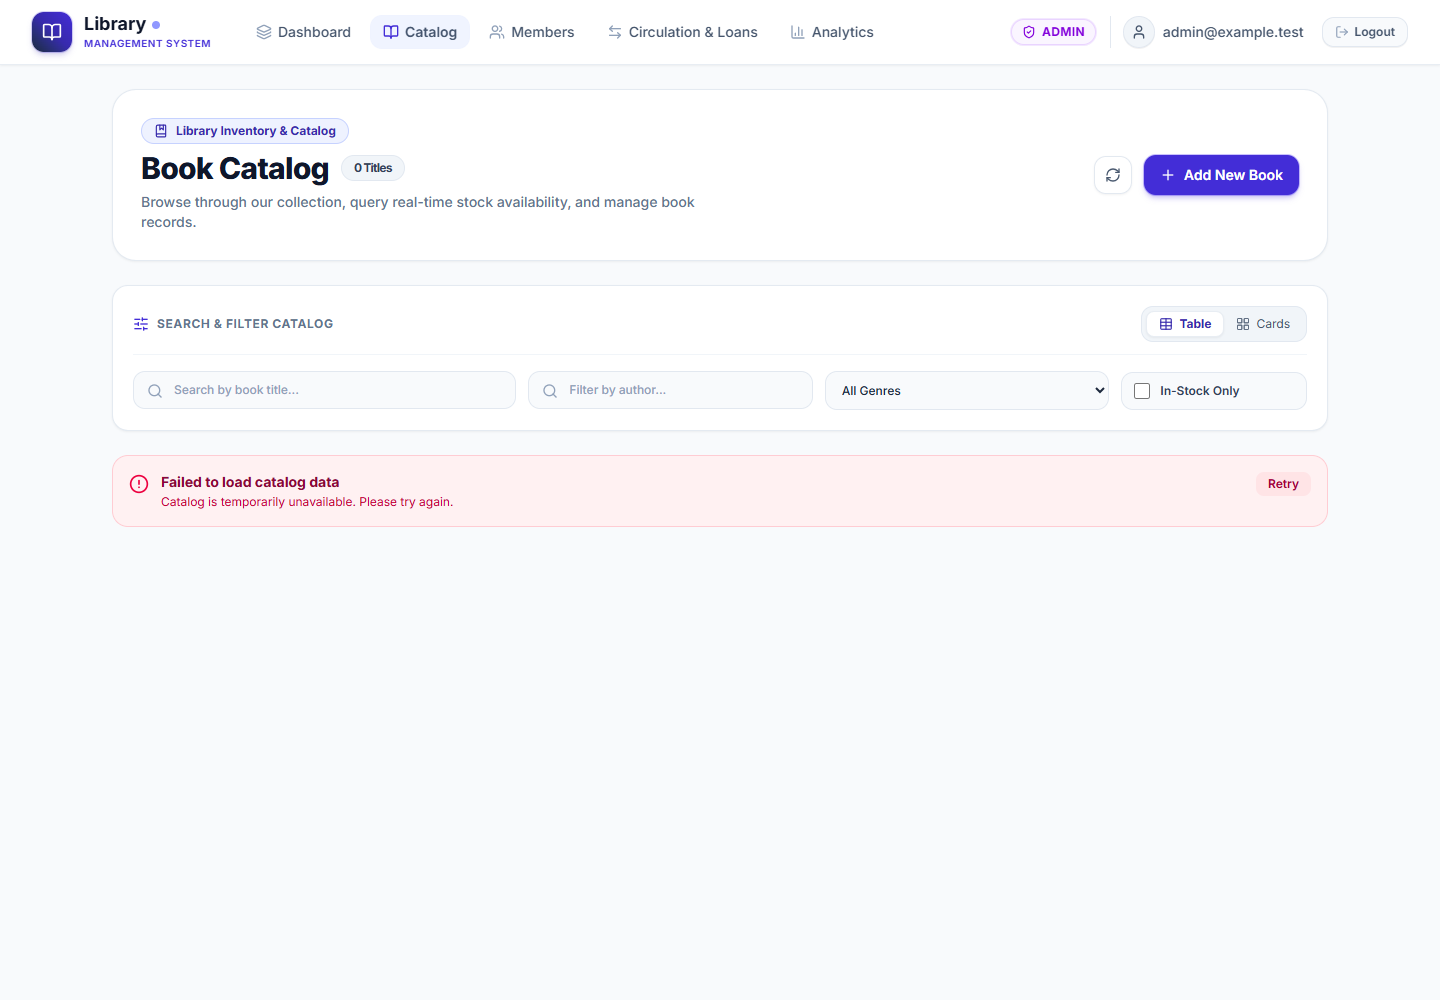 Library
MANAGEMENT SYSTEM
Dashboard
Catalog
Members
Circulation & Loans
Analytics
ADMIN
admin@example.test
Logout
Library Inventory & Catalog
Book Catalog
0 Titles
Browse through our collection, query real-time stock availability, and manage book
records.
Add New Book
SEARCH & FILTER CATALOG
Table
Cards
Search by book title...
Filter by author...
All Genres
In-Stock Only
Failed to load catalog data
Catalog is temporarily unavailable. Please try again.
Retry